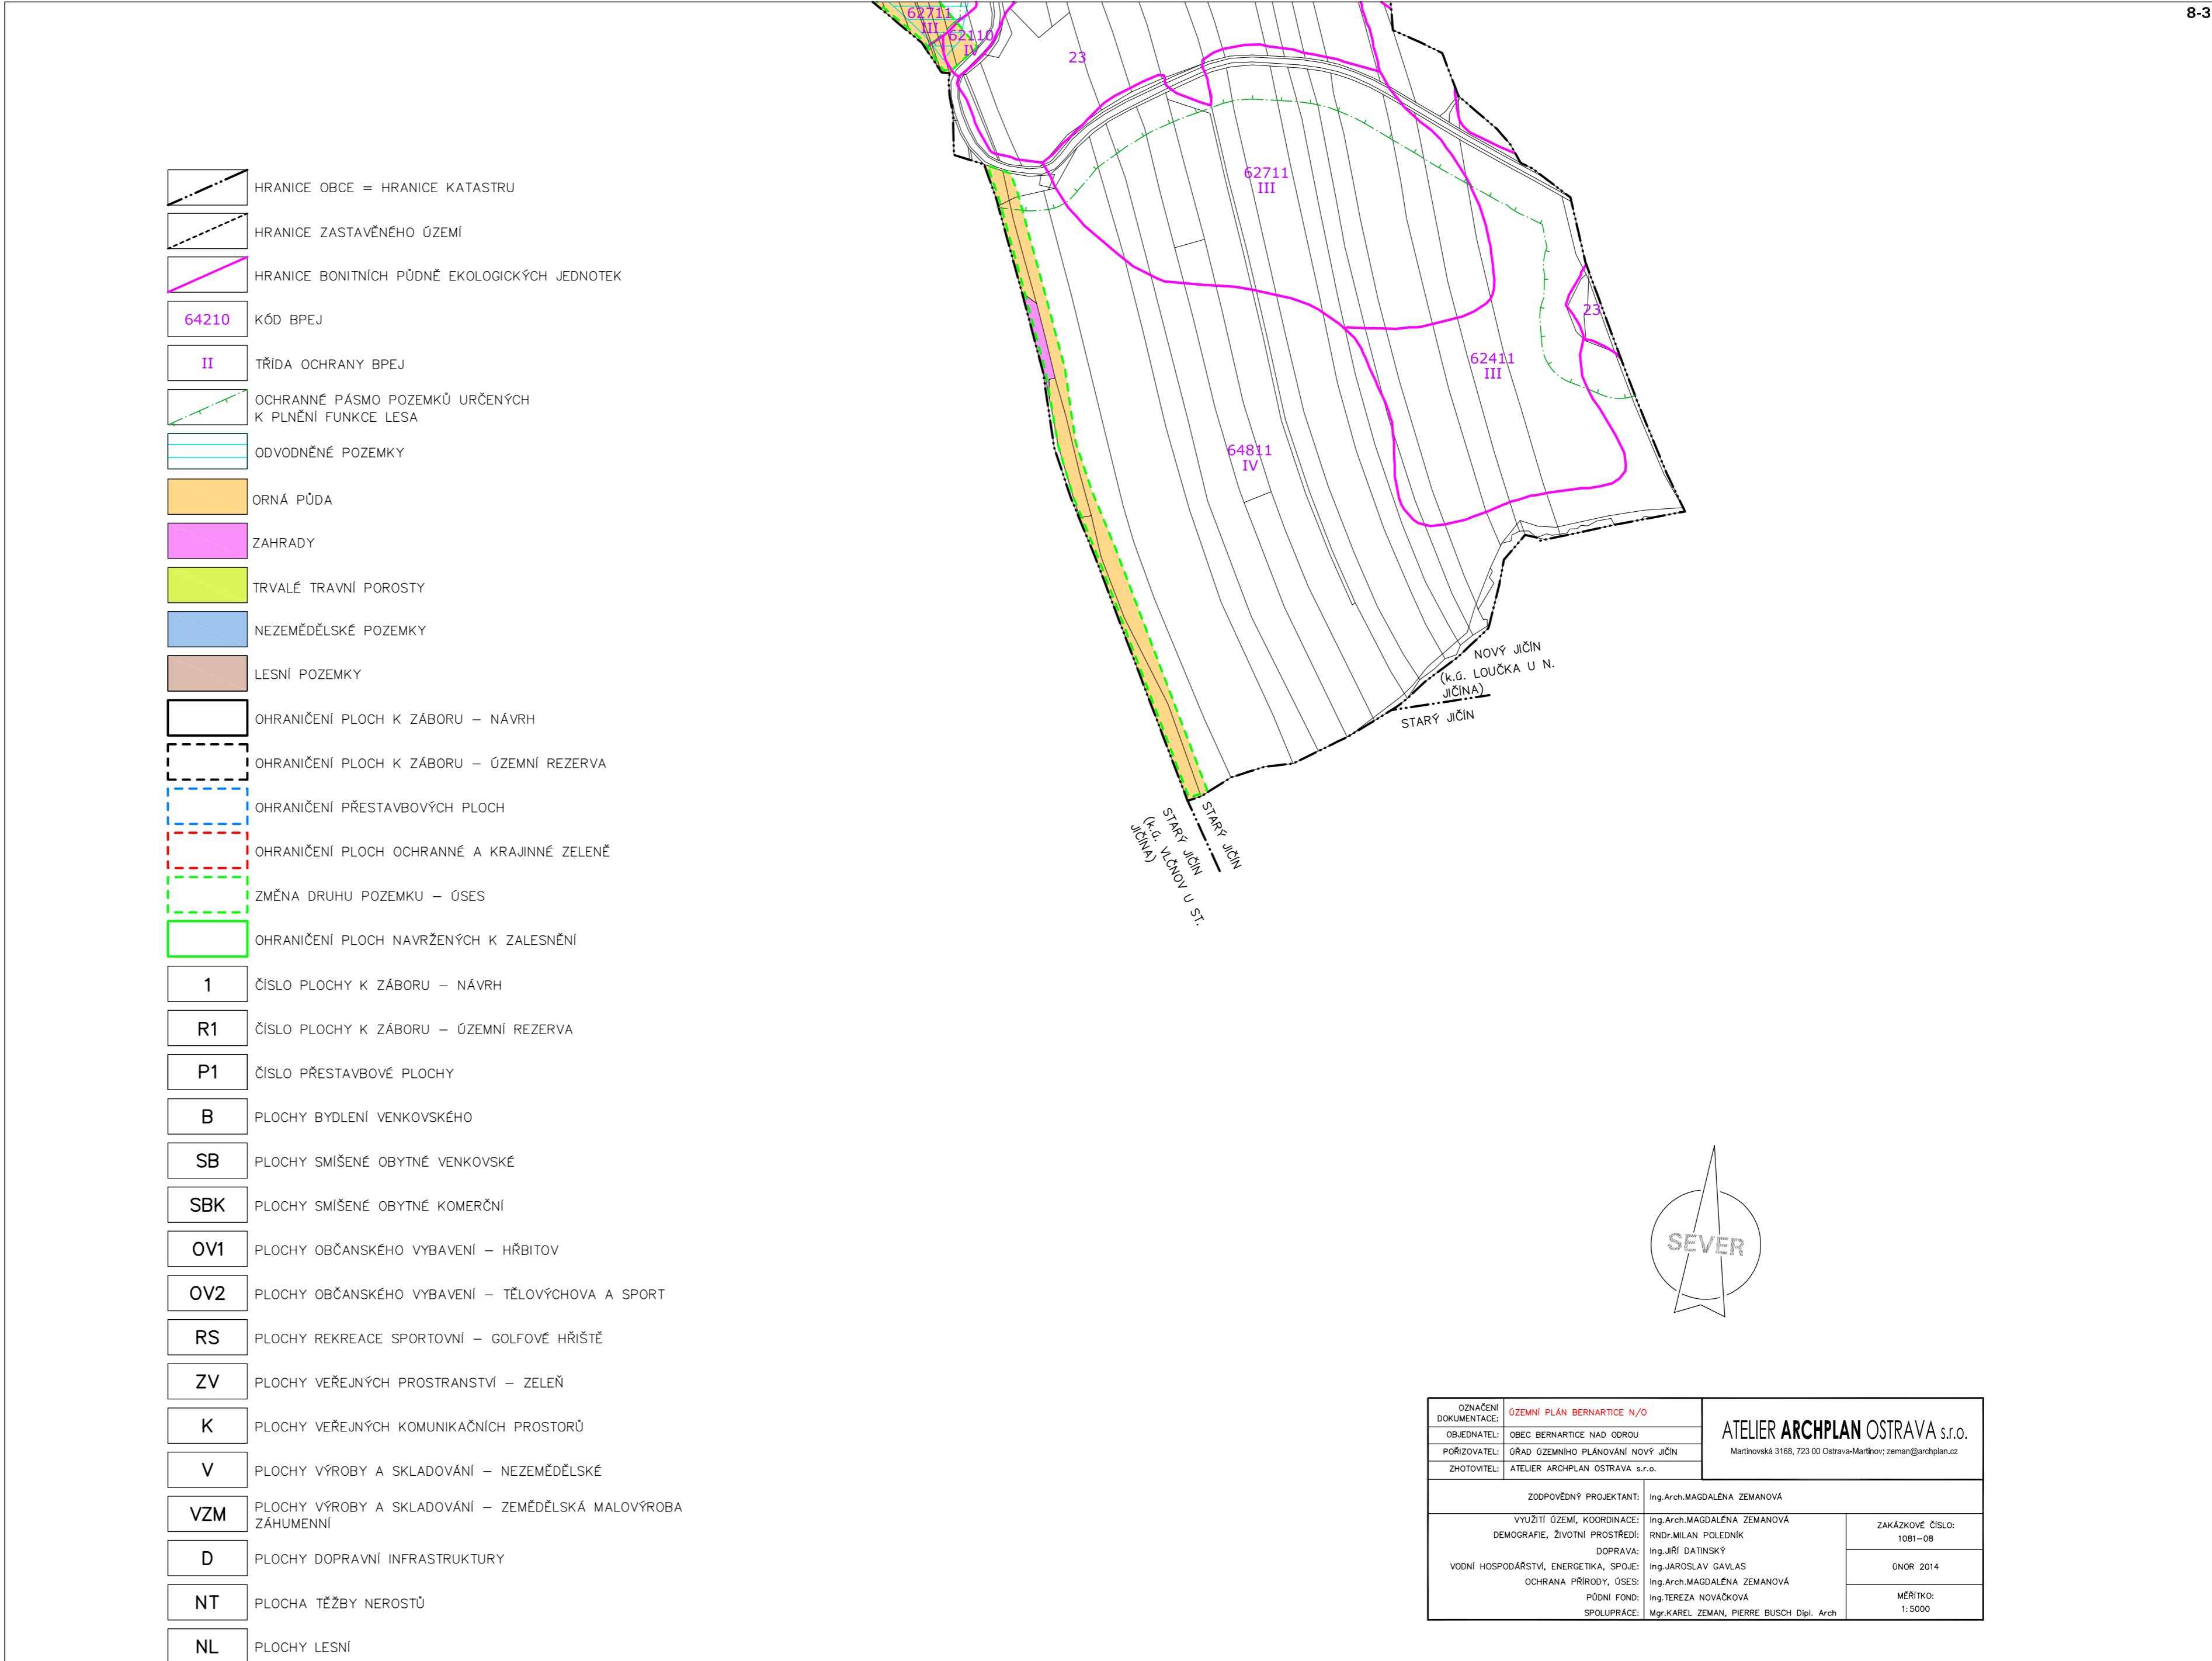 8-3
62711
III
62110
IV
23
62711
III
23
62411
III
64811
IV
NOVÝ JIČÍN
(k.ú. LOUČKA U N.
JIČÍNA)
STARÝ JIČÍN
STARÝ JIČÍN
STARÝ JIČÍN
(k.ú. VLČNOV U ST.
JIČÍNA)
HRANICE OBCE = HRANICE KATASTRU
HRANICE ZASTAVĚNÉHO ÚZEMÍ
HRANICE BONITNÍCH PŮDNĚ EKOLOGICKÝCH JEDNOTEK
64210 KÓD BPEJ
II TŘÍDA OCHRANY BPEJ
OCHRANNÉ PÁSMO POZEMKŮ URČENÝCH
K PLNĚNÍ FUNKCE LESA
ODVODNĚNÉ POZEMKY
ORNÁ PŮDA
ZAHRADY
TRVALÉ TRAVNÍ POROSTY
NEZEMĚDĚLSKÉ POZEMKY
LESNÍ POZEMKY
OHRANIČENÍ PLOCH K ZÁBORU – NÁVRH
OHRANIČENÍ PLOCH K ZÁBORU – ÚZEMNÍ REZERVA
OHRANIČENÍ PŘESTAVBOVÝCH PLOCH
OHRANIČENÍ PLOCH OCHRANNÉ A KRAJINNÉ ZELENĚ
ZMĚNA DRUHU POZEMKU – ÚSES
OHRANIČENÍ PLOCH NAVRŽENÝCH K ZALESNĚNÍ
1 ČÍSLO PLOCHY K ZÁBORU – NÁVRH
R1 ČÍSLO PLOCHY K ZÁBORU – ÚZEMNÍ REZERVA
P1 ČÍSLO PŘESTAVBOVÉ PLOCHY
B PLOCHY BYDLENÍ VENKOVSKÉHO
SB PLOCHY SMÍŠENÉ OBYTNÉ VENKOVSKÉ
SBK PLOCHY SMÍŠENÉ OBYTNÉ KOMERČNÍ
OV1 PLOCHY OBČANSKÉHO VYBAVENÍ – HŘBITOV
OV2 PLOCHY OBČANSKÉHO VYBAVENÍ – TĚLOVÝCHOVA A SPORT
RS PLOCHY REKREACE SPORTOVNÍ – GOLFOVÉ HŘIŠTĚ
ZV PLOCHY VEŘEJNÝCH PROSTRANSTVÍ – ZELEŇ
K PLOCHY VEŘEJNÝCH KOMUNIKAČNÍCH PROSTORŮ
V PLOCHY VÝROBY A SKLADOVÁNÍ – NEZEMĚDĚLSKÉ
VZM PLOCHY VÝROBY A SKLADOVÁNÍ – ZEMĚDĚLSKÁ MALOVÝROBA
ZÁHUMENNÍ
D PLOCHY DOPRAVNÍ INFRASTRUKTURY
NT PLOCHA TĚŽBY NEROSTŮ
NL PLOCHY LESNÍ
SEVER
OZNAČENÍ
DOKUMENTACE: ÚZEMNÍ PLÁN BERNARTICE N/O
OBJEDNATEL: OBEC BERNARTICE NAD ODROU
POŘIZOVATEL: ÚŘAD ÚZEMNÍHO PLÁNOVÁNÍ NOVÝ JIČÍN
ZHOTOVITEL: ATELIER ARCHPLAN OSTRAVA s.r.o.
ATELIER ARCHPLAN OSTRAVA s.r.o.
Martinovská 3168, 723 00 Ostrava-Martinov; zeman@archplan.cz
ZODPOVĚDNÝ PROJEKTANT: Ing.Arch.MAGDALÉNA ZEMANOVÁ
VYUŽITÍ ÚZEMÍ, KOORDINACE: Ing.Arch.MAGDALÉNA ZEMANOVÁ
DEMOGRAFIE, ŽIVOTNÍ PROSTŘEDÍ: RNDr.MILAN POLEDNÍK
DOPRAVA: Ing.JIŘÍ DATINSKÝ
VODNÍ HOSPODÁŘSTVÍ, ENERGETIKA, SPOJE: Ing.JAROSLAV GAVLAS
OCHRANA PŘÍRODY, ÚSES: Ing.Arch.MAGDALÉNA ZEMANOVÁ
PŮDNÍ FOND: Ing.TEREZA NOVÁČKOVÁ
SPOLUPRÁCE: Mgr.KAREL ZEMAN, PIERRE BUSCH Dipl. Arch
ZAKÁZKOVÉ ČÍSLO:
1081–08
ÚNOR 2014
MĚŘÍTKO:
1:5000